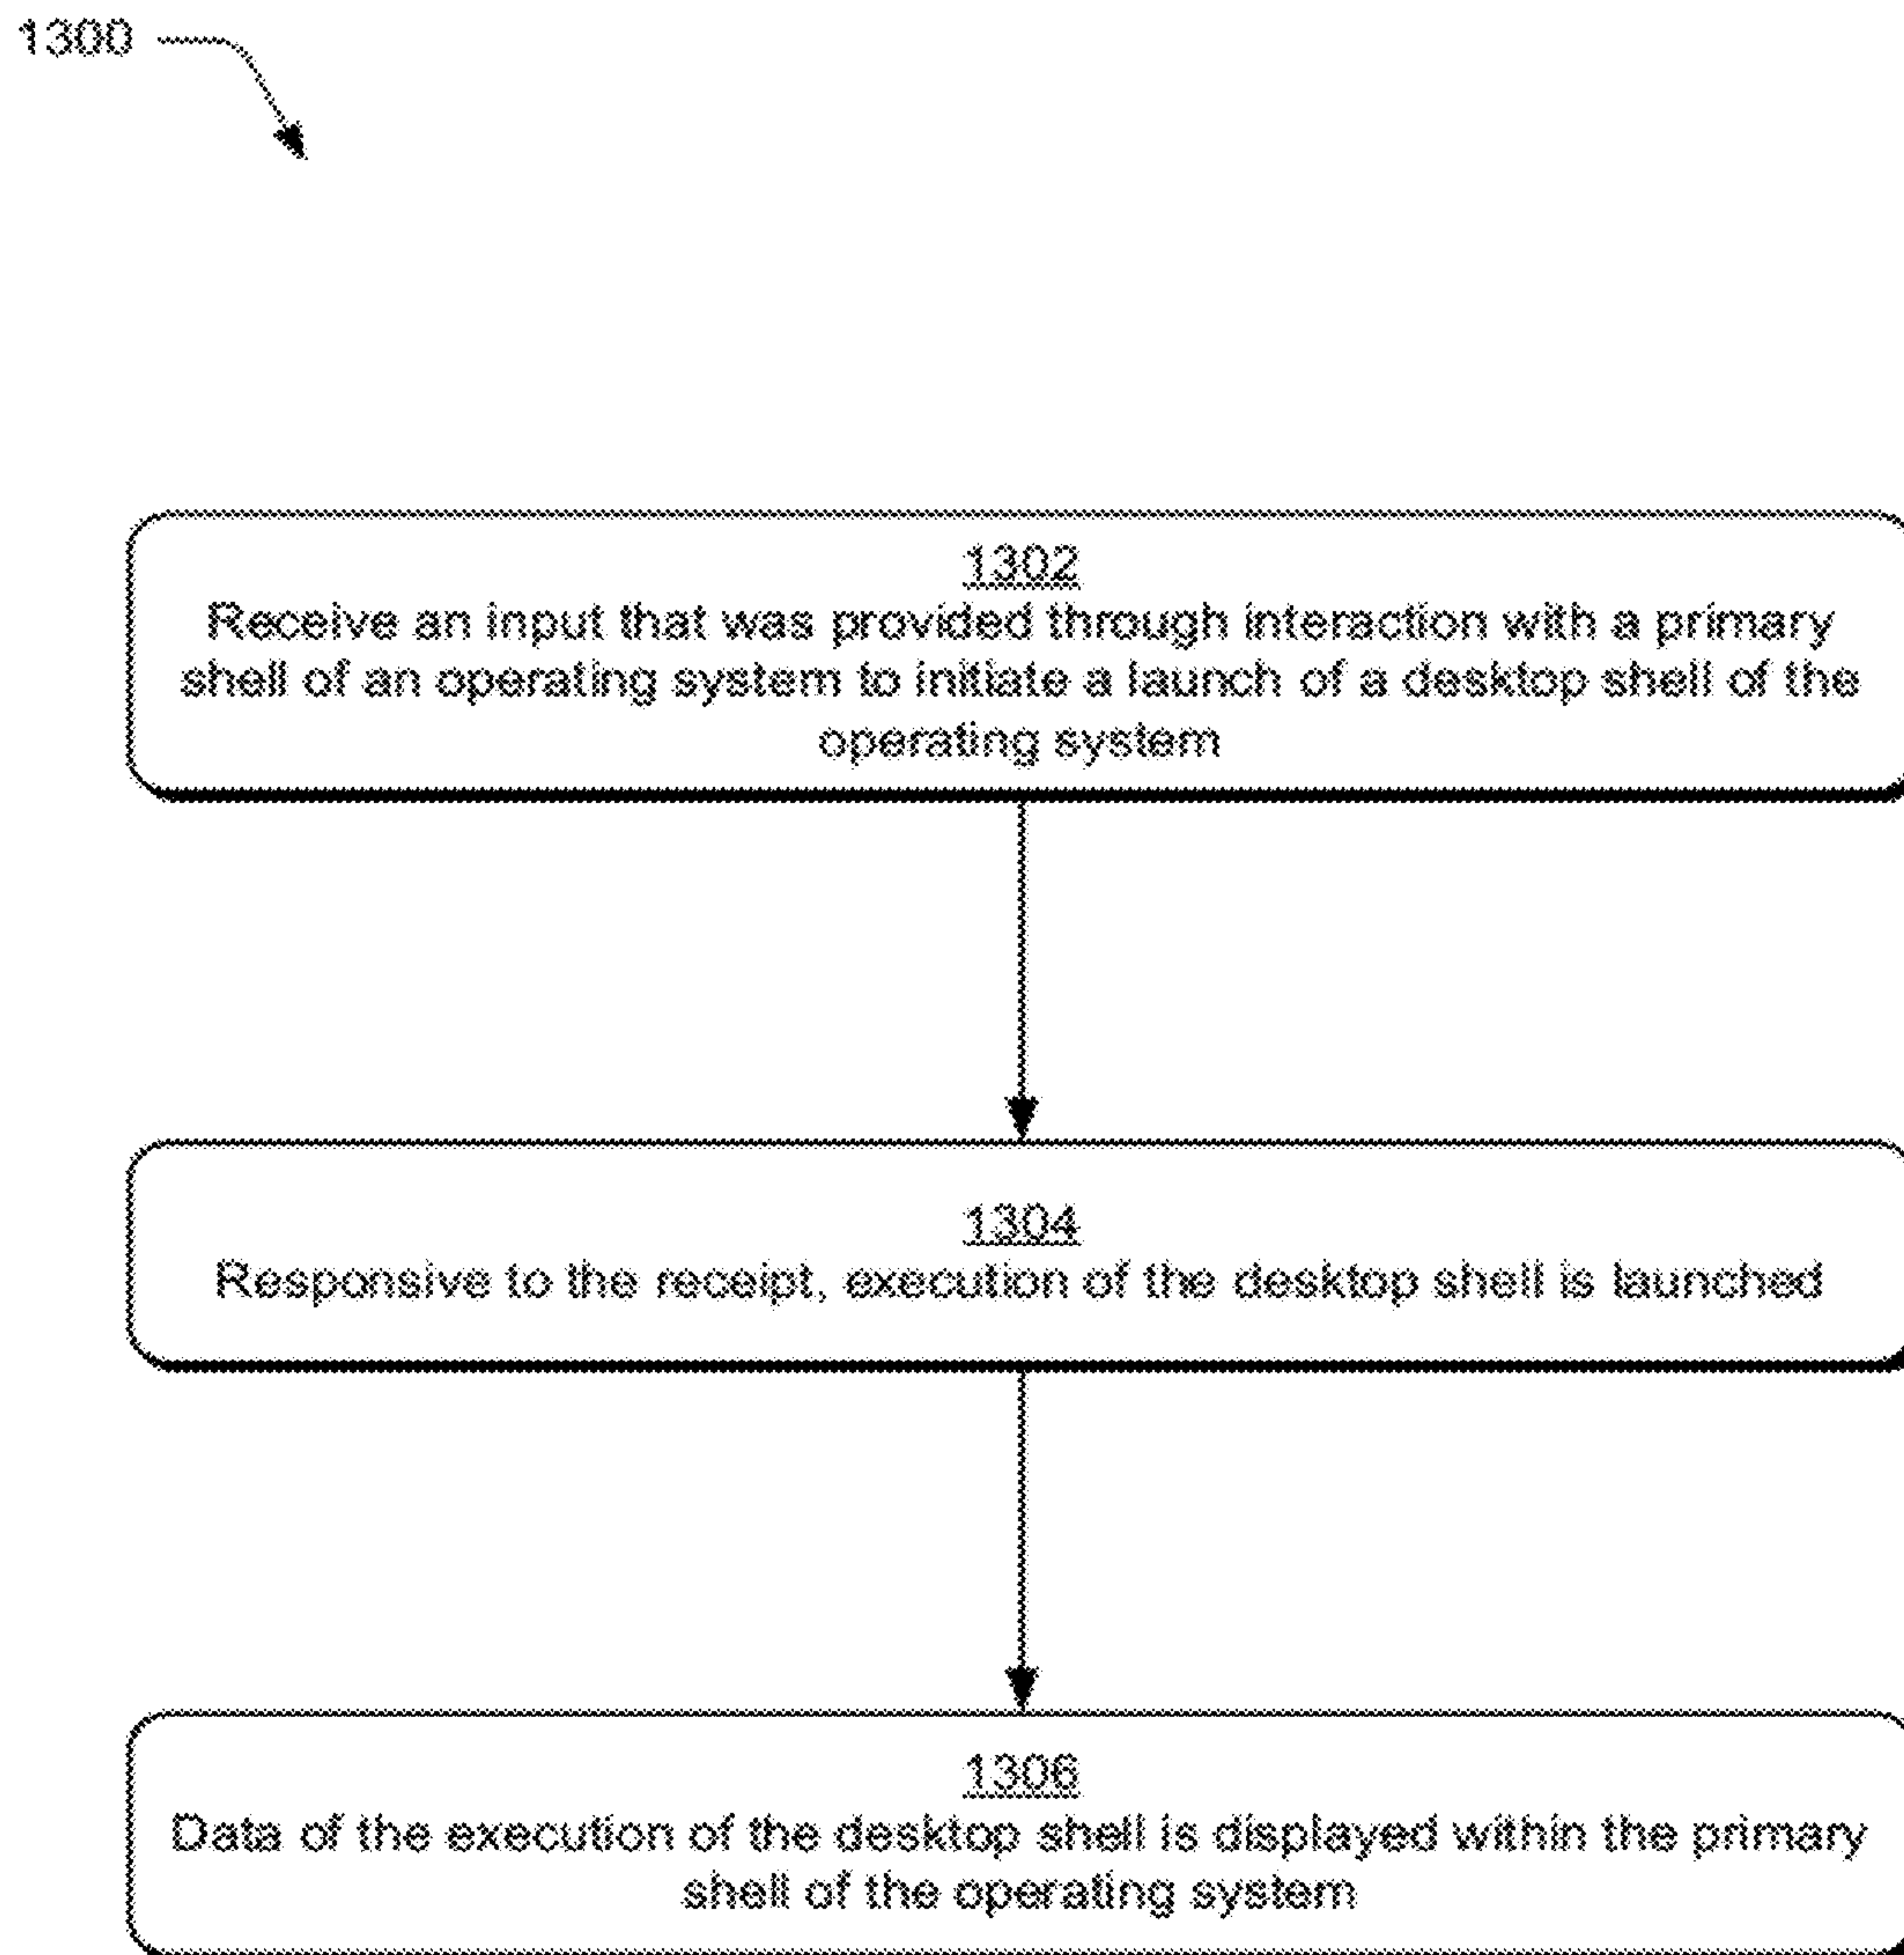 1300
1302
Receive an input that was provided through interaction with a primary
shell of an operating system to initiate a launch of a desktop shell of the
operating system
1304
Responsive to the receipt, execution of the desktop shell is launched
1306
Data of the execution of the desktop shell is displayed within the primary
shell of the operating system